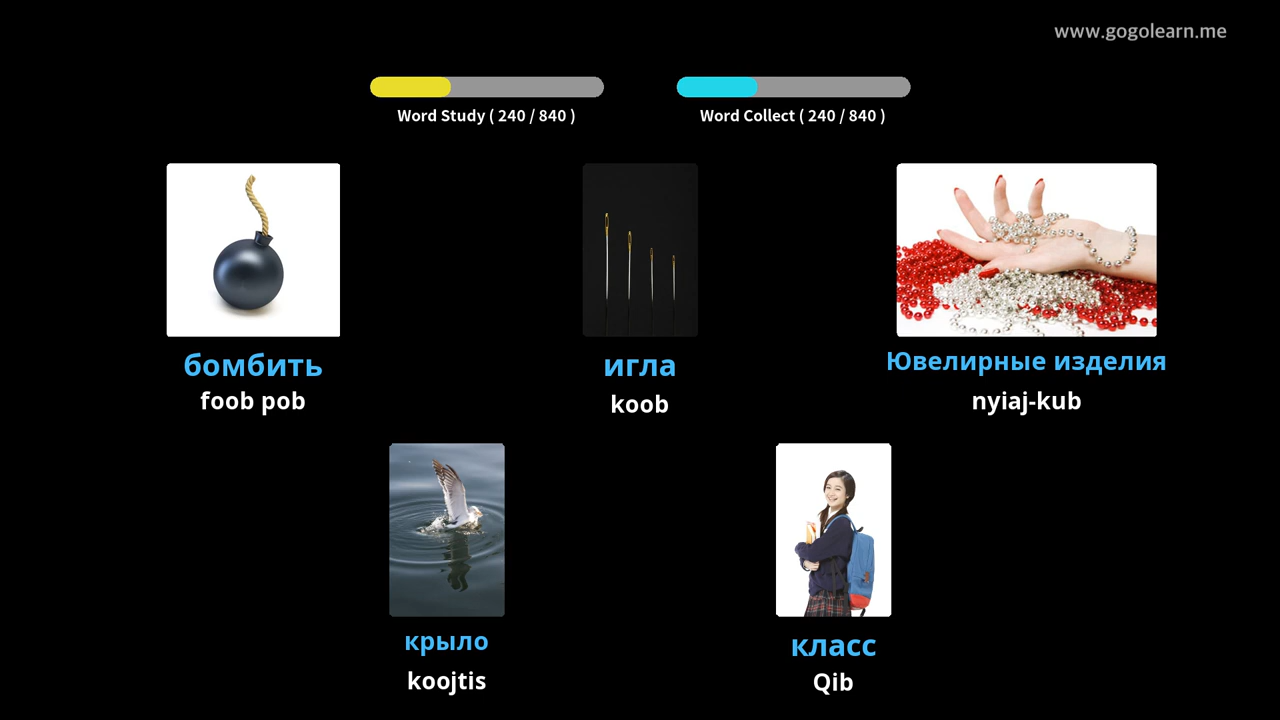 www.gogolearn.me
Word Study ( 240 / 840 )
Word Collect ( 240 / 840 )
бомбить
foob pob
игла
koob
Ювелирные изделия
nyiaj-kub
крыло
koojtis
класс
Qib